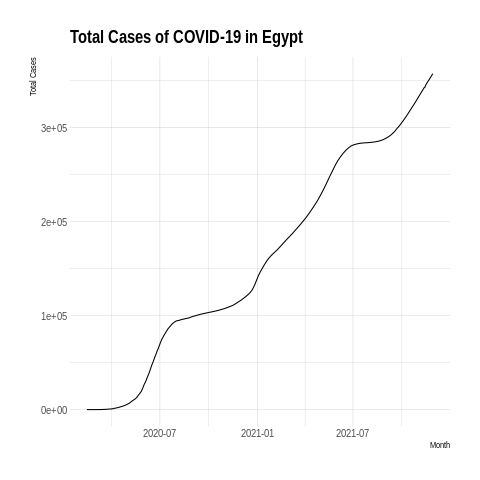 Total Cases of COVID-19 in Egypt
Total Cases
3e+05
2e+05
1e+05
0e+00
2020-07 2021-01 2021-07
Month